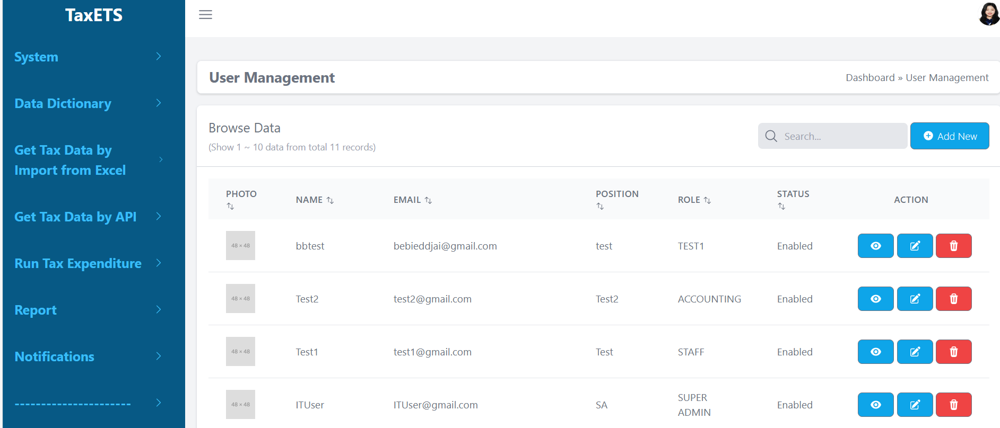 TaxETS
System
Data Dictionary
Get Tax Data by
Import from Excel
Get Tax Data by API
Run Tax Expenditure
Report
Notifications
----------------------
User Management
Dashboard » User Management
Browse Data
(Show 1 ~ 10 data from total 11 records)
Search...
Add New
PHOTO NAME EMAIL POSITION ROLE STATUS ACTION
48 × 48 bbtest bebieddjai@gmail.com test TEST1 Enabled
48 × 48 Test2 test2@gmail.com Position2 ACCOUNTING Enabled
48 × 48 Test1 test1@gmail.com Test STAFF Enabled
48 × 48 ITUser ITUser@gmail.com SA SUPER ADMIN Enabled